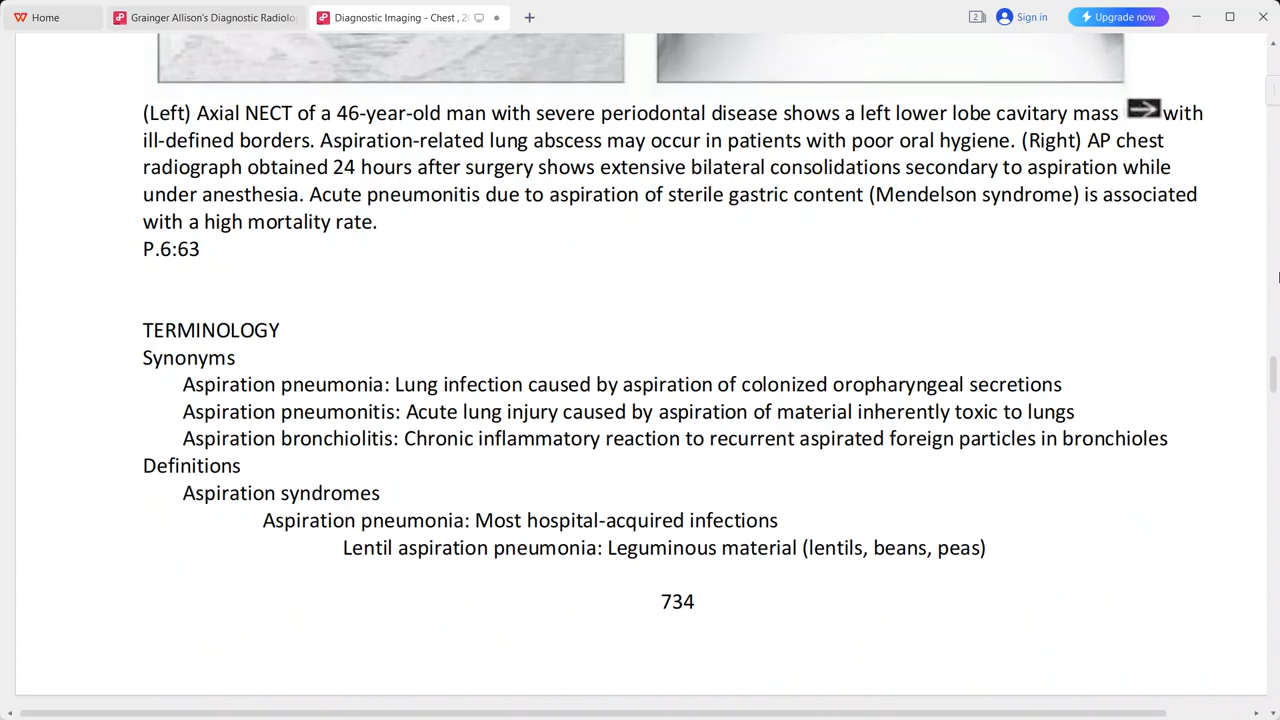 Home
Grainger Allison's Diagnostic Radiolo
Diagnostic Imaging - Chest , 20
2
Sign in
Upgrade now
(Left) Axial NECT of a 46-year-old man with severe periodontal disease shows a left lower lobe cavitary mass with
ill-defined borders. Aspiration-related lung abscess may occur in patients with poor oral hygiene. (Right) AP chest
radiograph obtained 24 hours after surgery shows extensive bilateral consolidations secondary to aspiration while
under anesthesia. Acute pneumonitis due to aspiration of sterile gastric content (Mendelson syndrome) is associated
with a high mortality rate.
P.6:63
TERMINOLOGY
Synonyms
Aspiration pneumonia: Lung infection caused by aspiration of colonized oropharyngeal secretions
Aspiration pneumonitis: Acute lung injury caused by aspiration of material inherently toxic to lungs
Aspiration bronchiolitis: Chronic inflammatory reaction to recurrent aspirated foreign particles in bronchioles
Definitions
Aspiration syndromes
Aspiration pneumonia: Most hospital-acquired infections
Lentil aspiration pneumonia: Leguminous material (lentils, beans, peas)
734